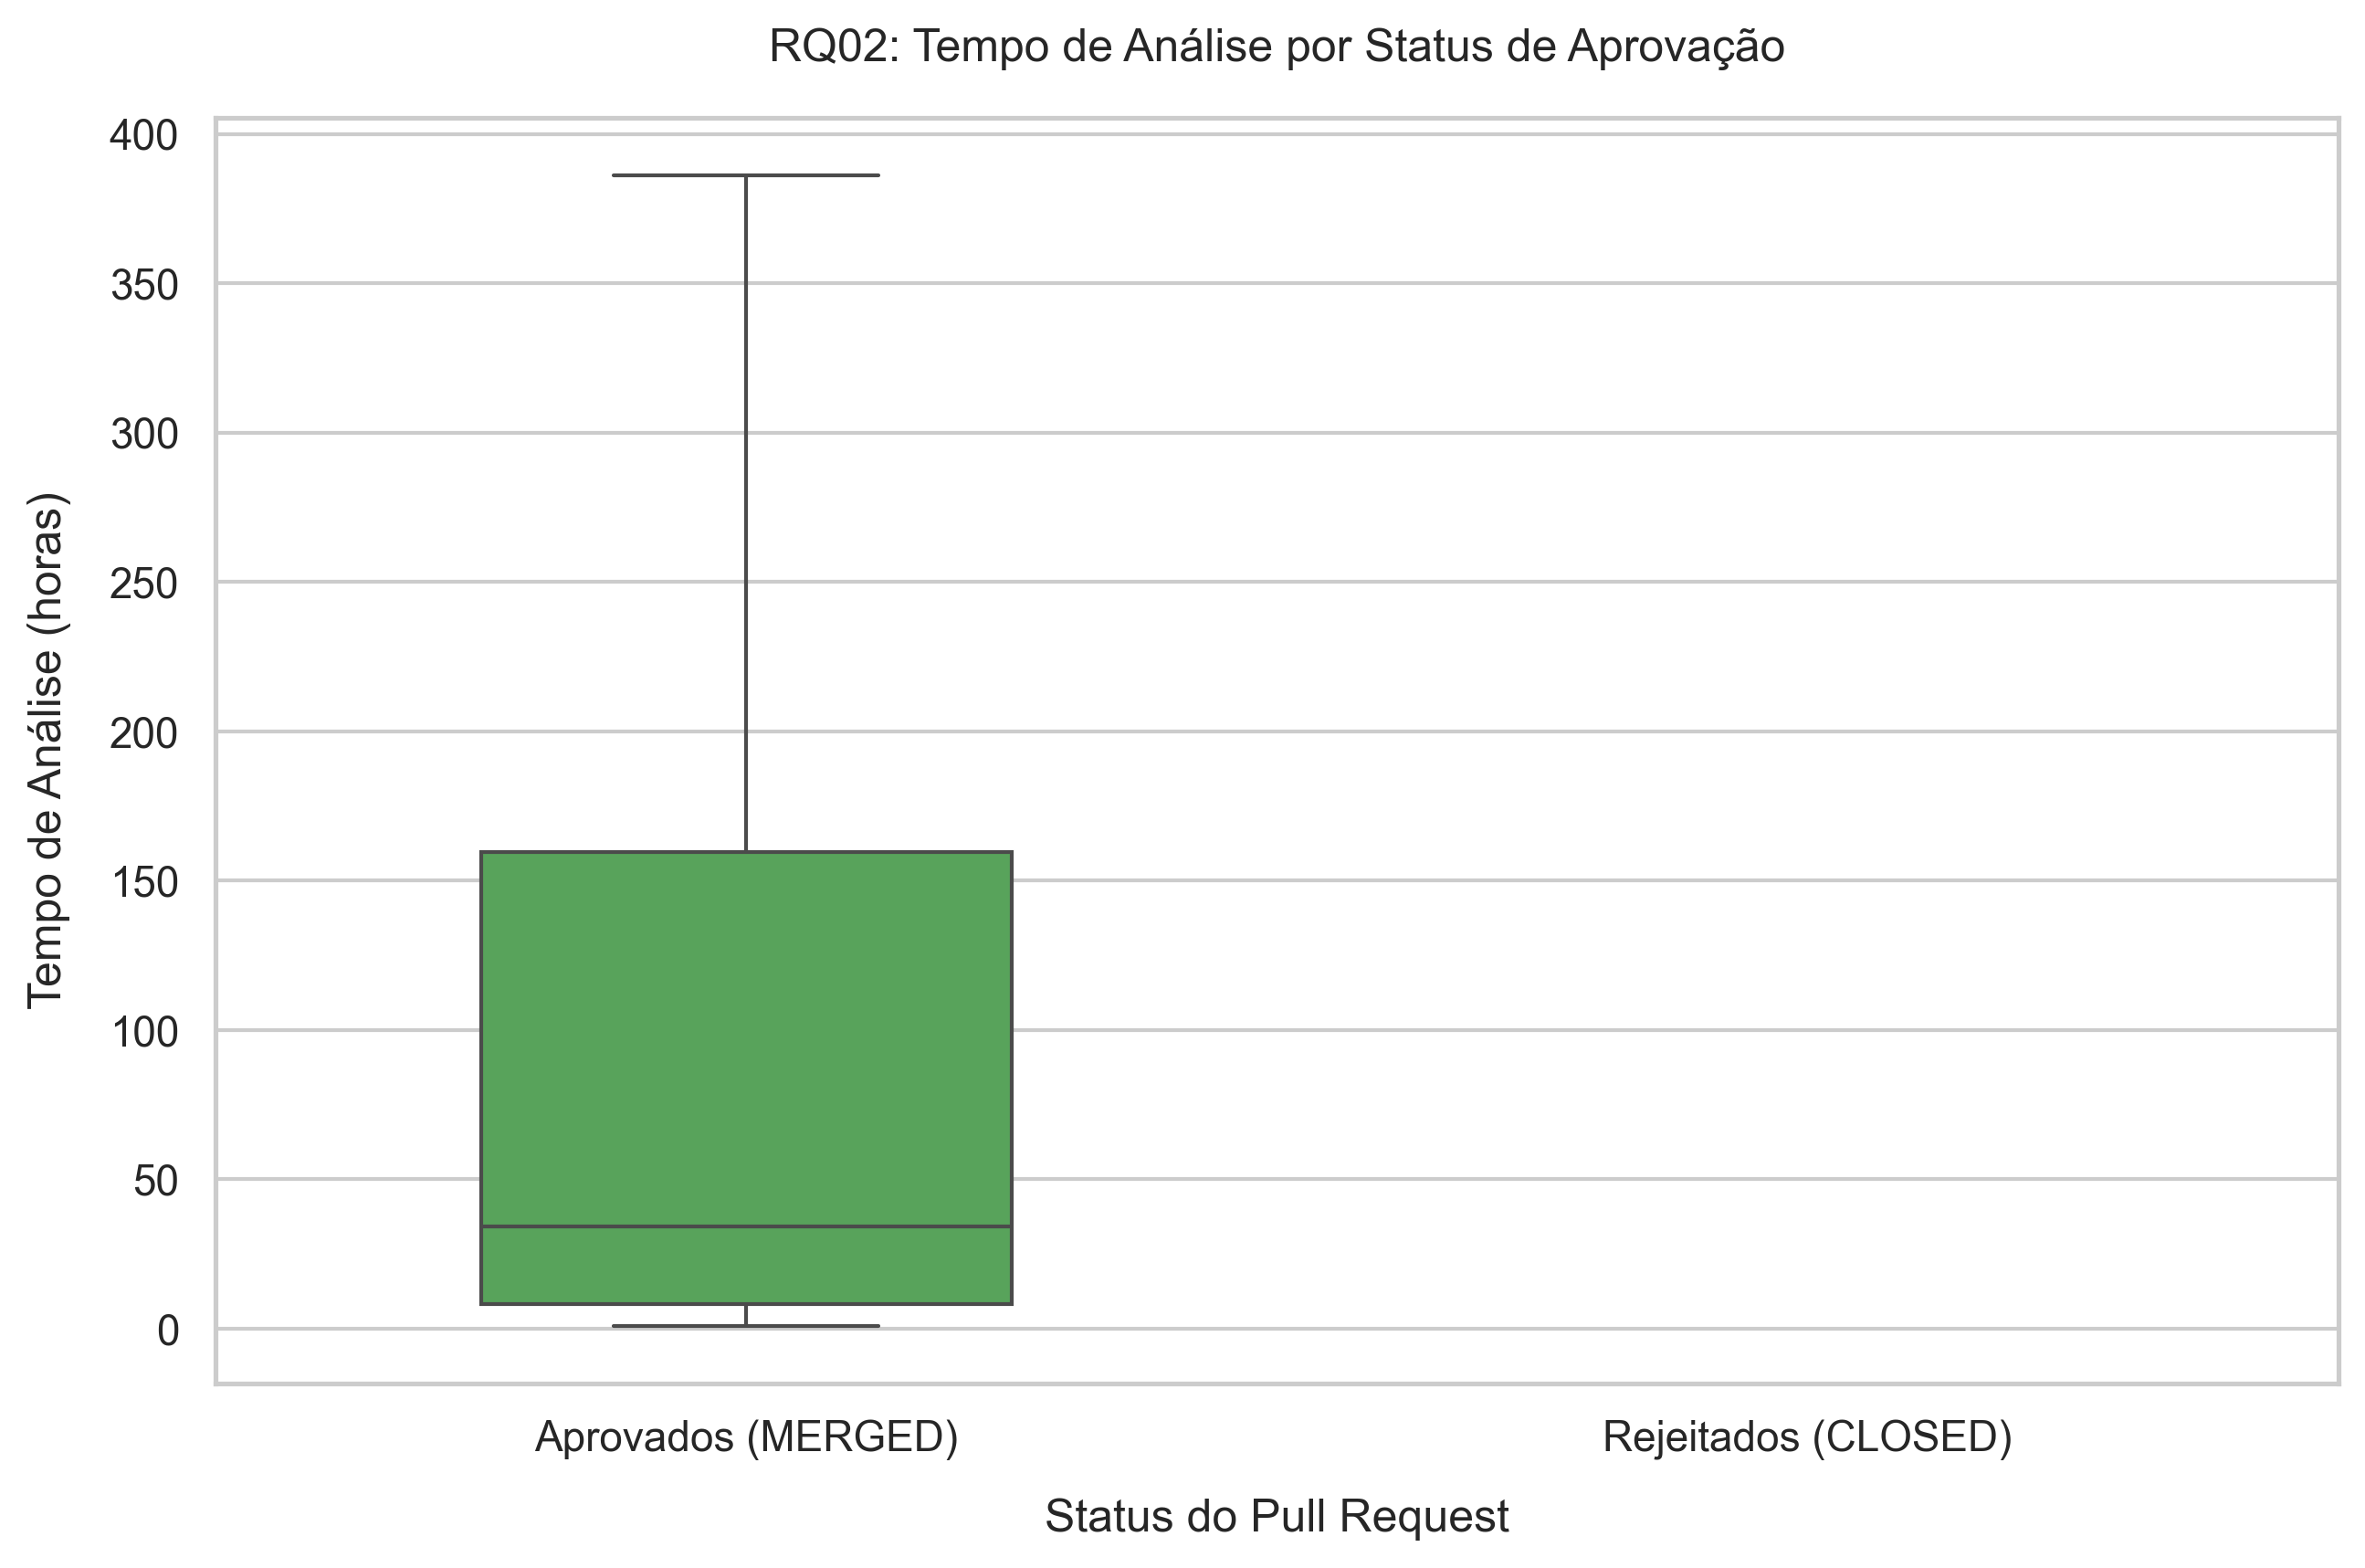 RQ02: Tempo de Análise por Status de Aprovação
400
350
300
250
200
150
100
50
0
Tempo de Análise (horas)
Aprovados (MERGED)
Rejeitados (CLOSED)
Status do Pull Request